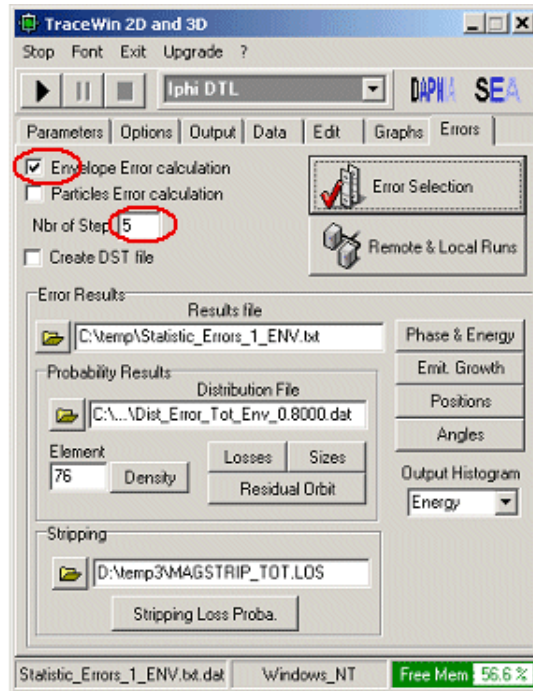 TraceWin 2D and 3D
Stop Font Exit Upgrade ?
Iphi DTL
DAPNIA SEA
Parameters Options Output Data Edit Graphs Errors
Envelope Error calculation
Particles Error calculation
Error Selection
Nbr of Step 5
Remote & Local Runs
Create DST file
Error Results
Results file
C:\temp\Statistic_Errors_1_ENV.txt
Phase & Energy
Probability Results
Emit. Growth
Distribution File
Positions
C:\...\Dist_Error_Tot_Env_0.8000.dat
Angles
Element
76
Density
Losses
Sizes
Residual Orbit
Output Histogram
Energy
Stripping
D:\temp3\MAGSTRIP_TOT.LOS
Stripping Loss Proba.
Statistic_Errors_1_ENV.txt.dat Windows_NT Free Mem : 56.6 %